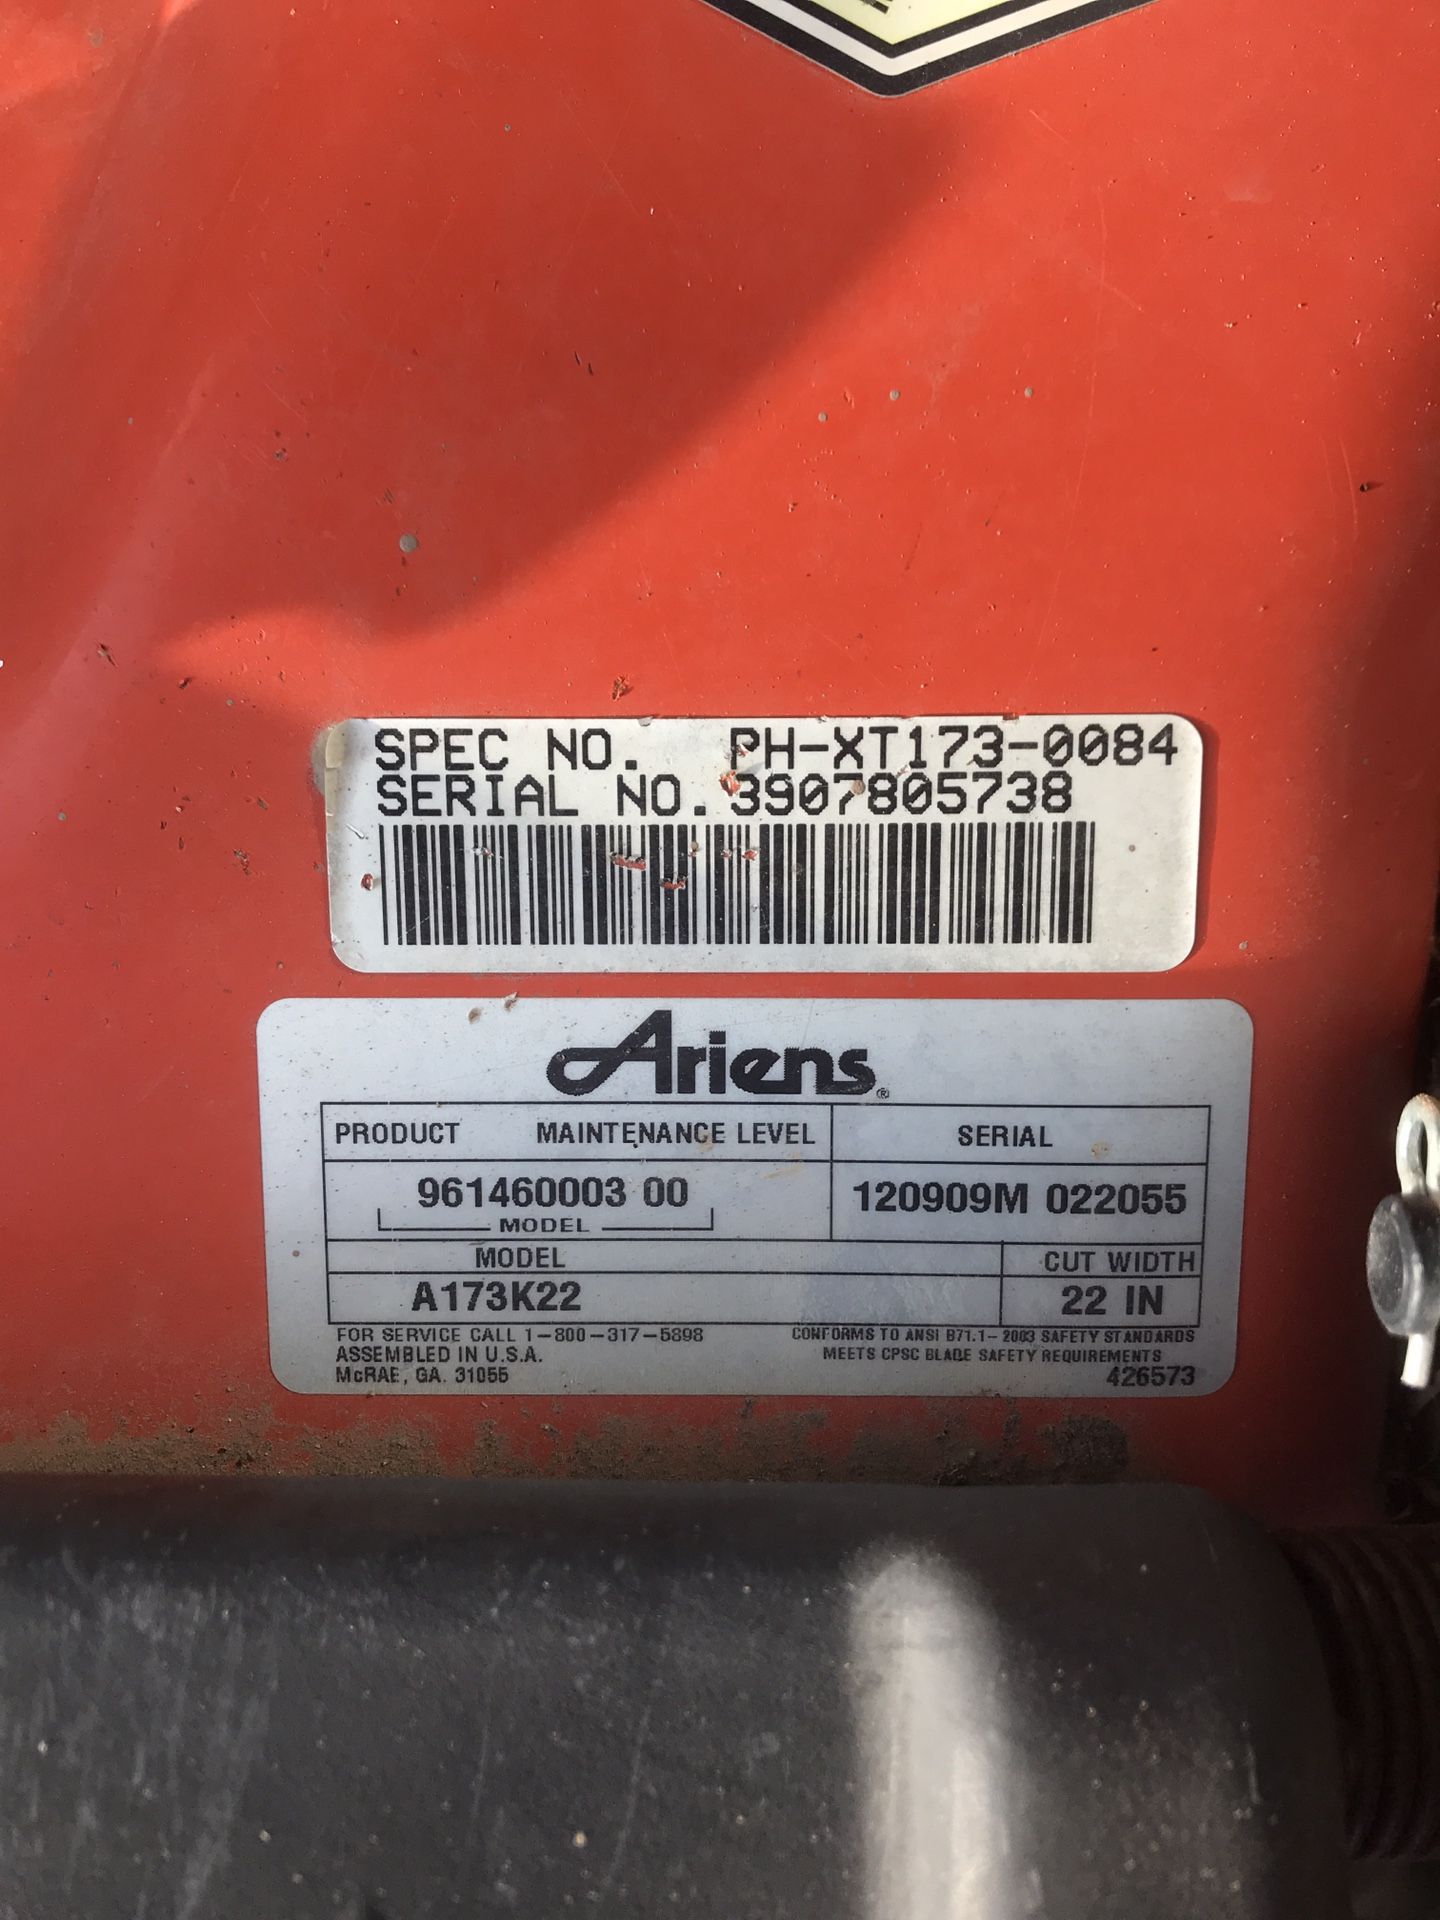 SPEC NO. PH-XT173-0084
SERIAL NO. 3907805738
Ariens®
PRODUCT MAINTENANCE LEVEL SERIAL
961460003 00 120909M 022055
MODEL
MODEL CUT WIDTH
A173K22 22 IN
FOR SERVICE CALL 1-800-317-5898 CONFORMS TO ANSI B71.1-2003 SAFETY STANDARDS
ASSEMBLED IN U.S.A. MEETS CPSC BLADE SAFETY REQUIREMENTS
McRAE, GA. 31055 426573